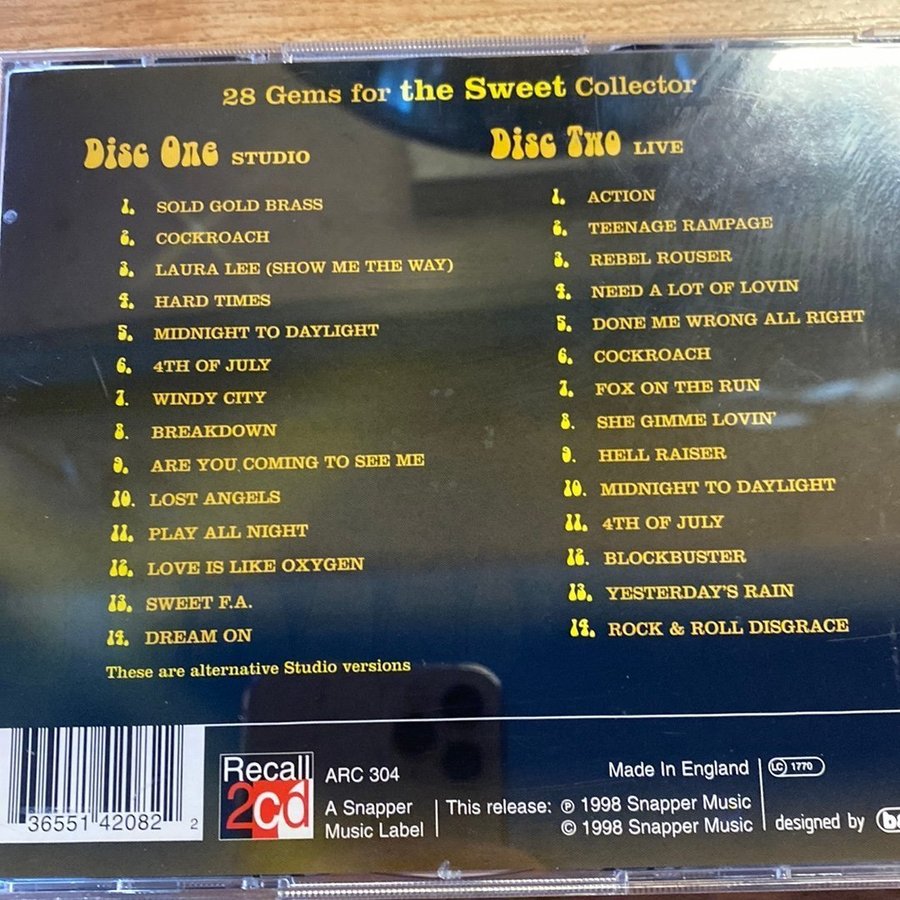 28 Gems for the Sweet Collector
Disc One STUDIO
1. SOLD GOLD BRASS
2. COCKROACH
3. LAURA LEE (SHOW ME THE WAY)
4. HARD TIMES
5. MIDNIGHT TO DAYLIGHT
6. 4TH OF JULY
7. WINDY CITY
8. BREAKDOWN
9. ARE YOU COMING TO SEE ME
10. LOST ANGELS
11. PLAY ALL NIGHT
12. LOVE IS LIKE OXYGEN
13. SWEET F.A.
14. DREAM ON
These are alternative Studio versions
Disc Two LIVE
1. ACTION
2. TEENAGE RAMPAGE
3. REBEL ROUSER
4. NEED A LOT OF LOVIN
5. DONE ME WRONG ALL RIGHT
6. COCKROACH
7. FOX ON THE RUN
8. SHE GIMME LOVIN'
9. HELL RAISER
10. MIDNIGHT TO DAYLIGHT
11. 4TH OF JULY
12. BLOCKBUSTER
13. YESTERDAY'S RAIN
14. ROCK & ROLL DISGRACE
36551 42082 2
Recall
2cd
ARC 304
A Snapper
Music Label
This release: ℗ 1998 Snapper Music
© 1998 Snapper Music
Made In England
LC 1770
designed by